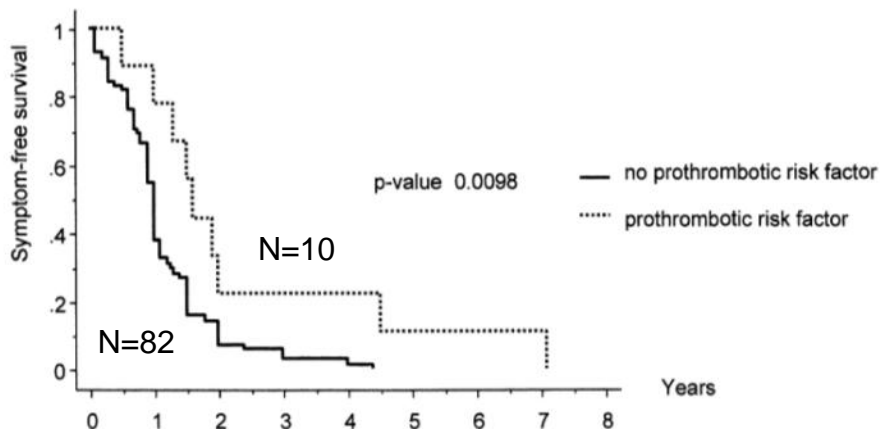 Symptom-free survival
1
.8
.6
.4
.2
0
p-value 0.0098
no prothrombotic risk factor
prothrombotic risk factor
N=10
N=82
Years
0 1 2 3 4 5 6 7 8